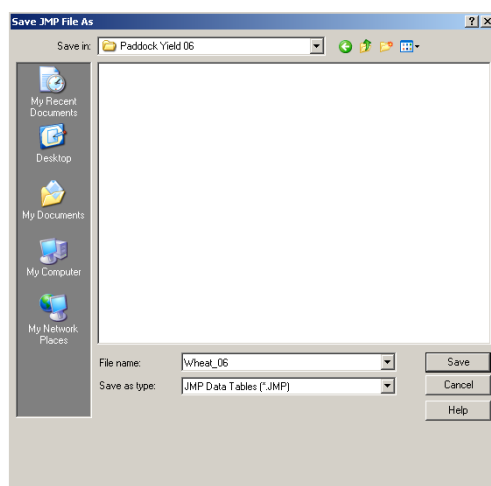 Save JMP File As
Save in:
Paddock Yield 06
My Recent
Documents
Desktop
My Documents
My Computer
My Network
Places
File name:
Wheat_06
Save
Save as type:
JMP Data Tables (*.JMP)
Cancel
Help